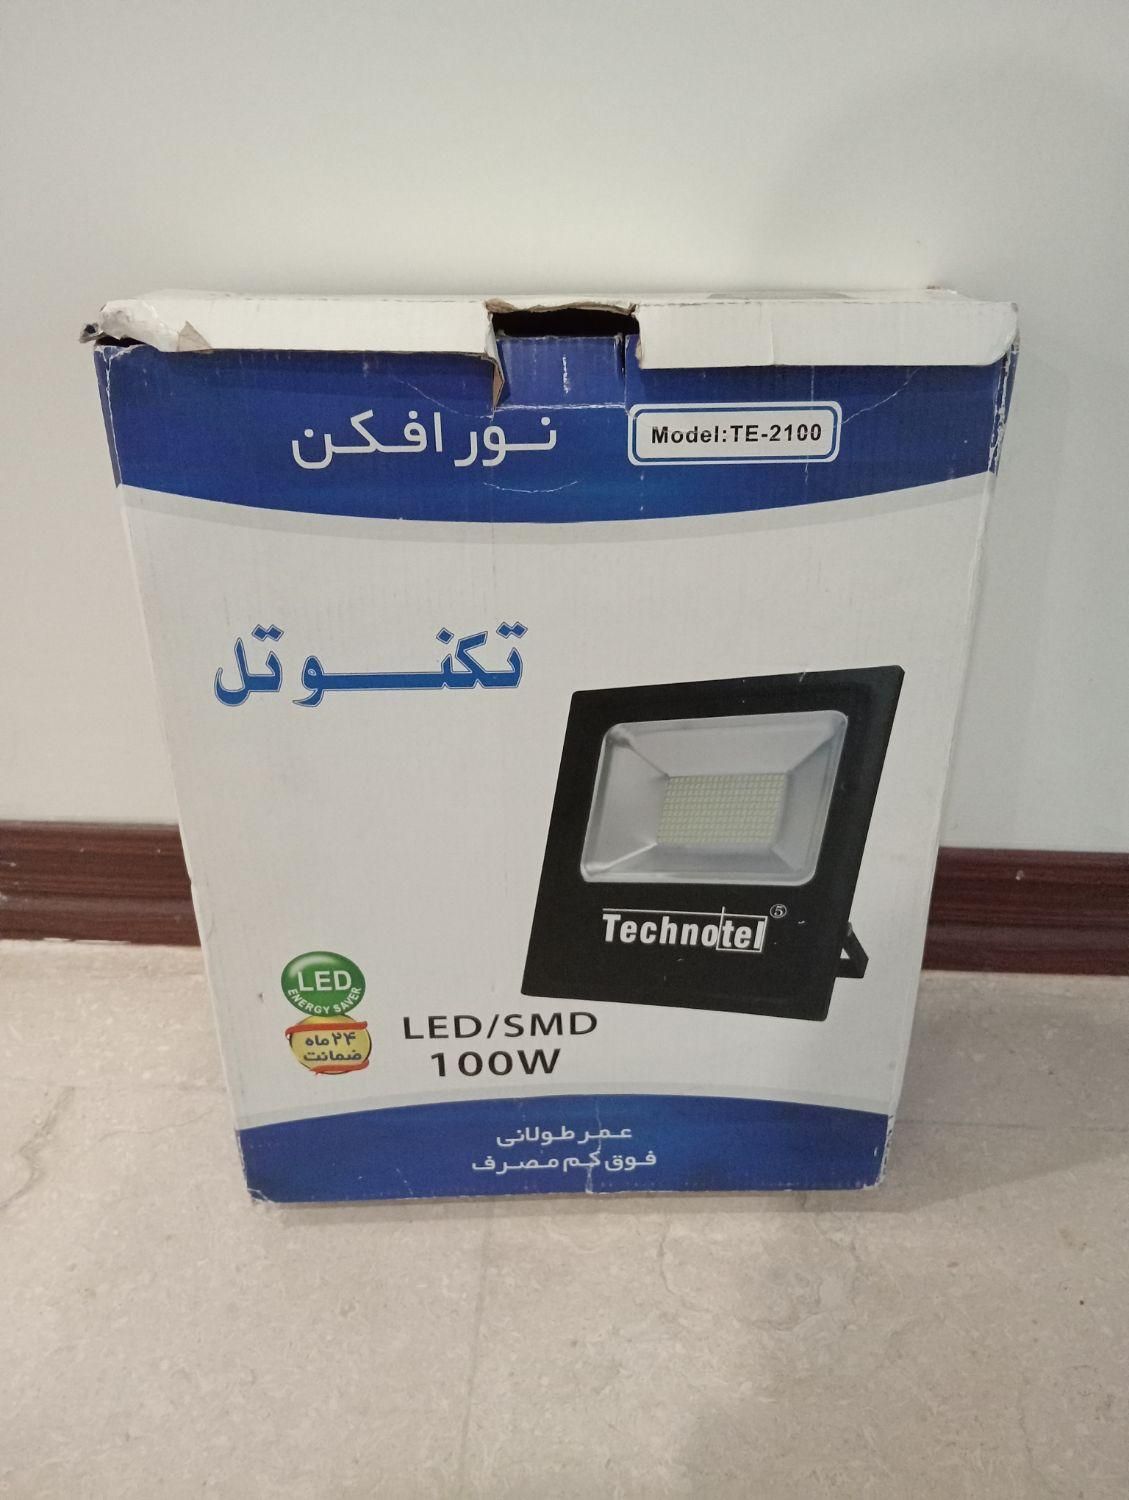 نورافکن
Model:TE-2100
تکنوتل
Technotel
5
LED
ENERGY SAVER
۲۴ ماه
ضمانت
LED/SMD
100W
عمر طولانی
فوق کم مصرف